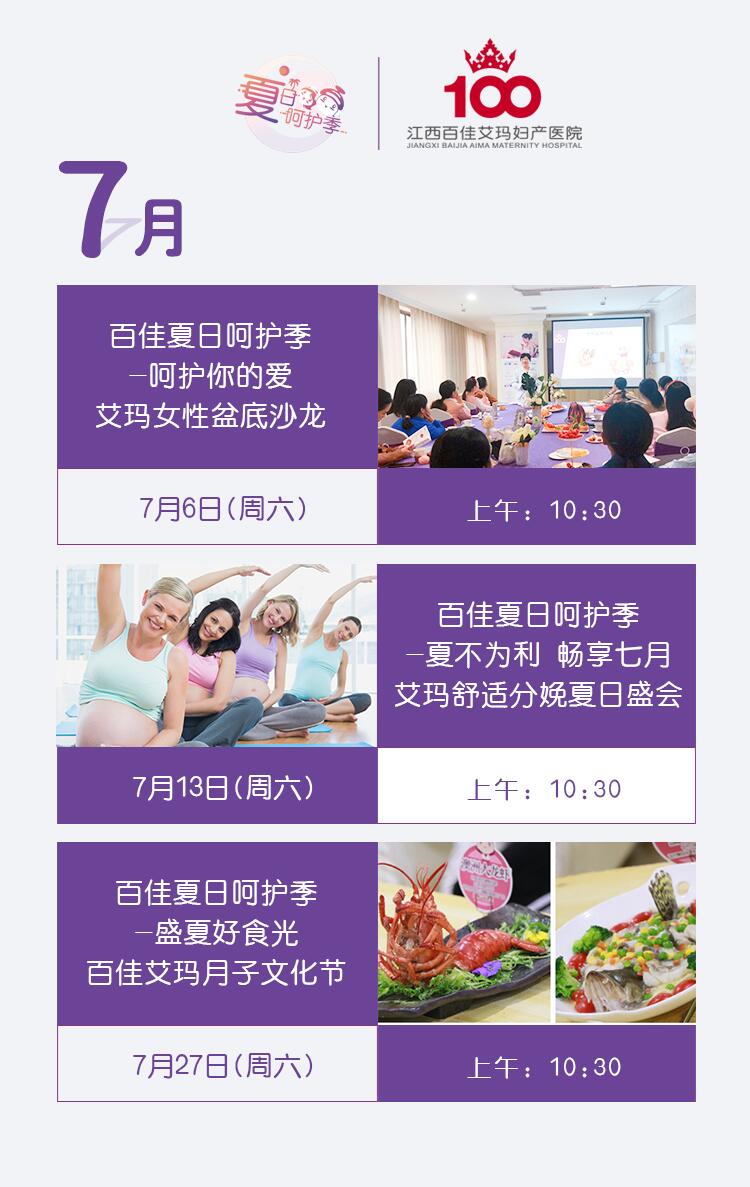 夏日
呵护季
100
江西百佳艾玛妇产医院
JIANGXI BAIJIA AIMA MATERNITY HOSPITAL
7月
百佳夏日呵护季
-呵护你的爱
艾玛女性盆底沙龙
100
7月6日(周六)
上午：10:30
百佳夏日呵护季
-夏不为利 畅享七月
艾玛舒适分娩夏日盛会
7月13日(周六)
上午：10:30
百佳夏日呵护季
-盛夏好食光
百佳艾玛月子文化节
澳洲大龙虾
7月27日(周六)
上午：10:30